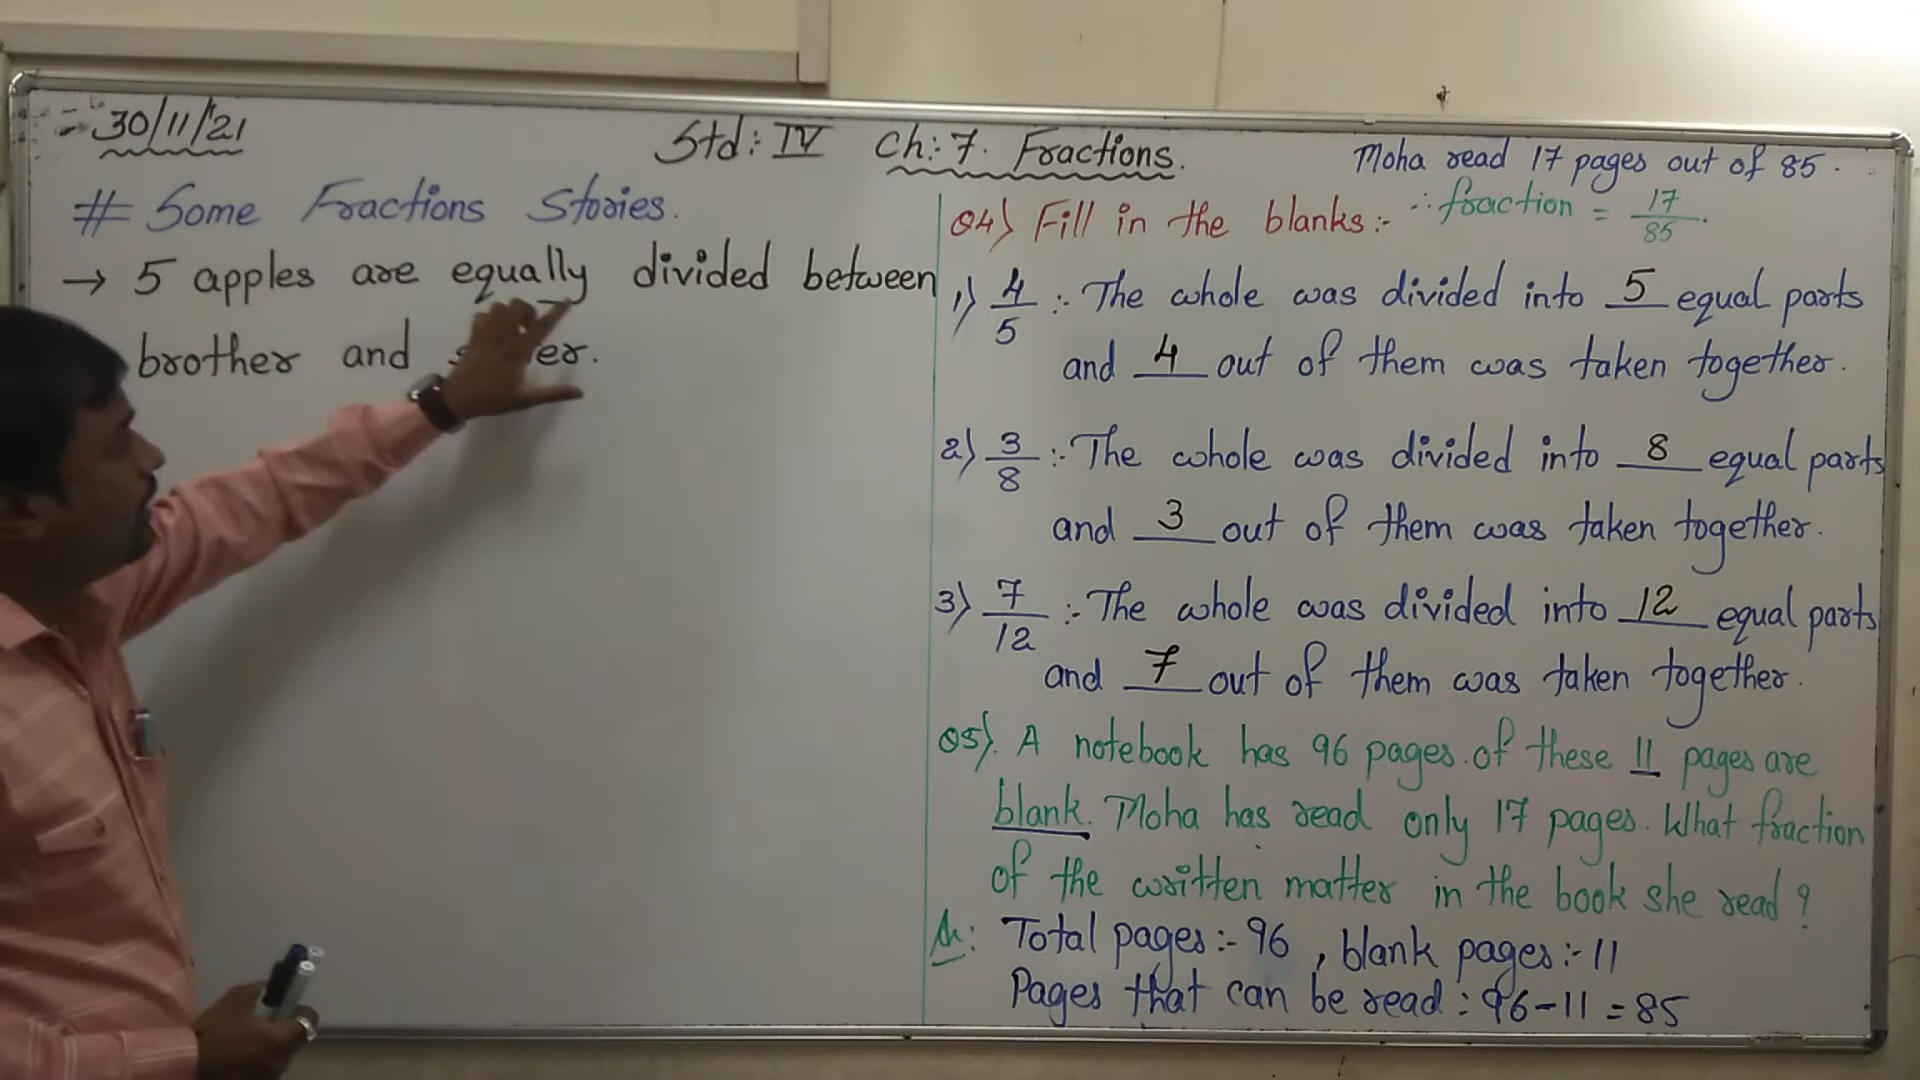 30/11/21
Std: IV Ch: 7. Fractions.
# Some Fractions Stories.
→ 5 apples are equally divided between
brother and
Moha read 17 pages out of 85.
∴ fraction = 17/85.
Q4) Fill in the blanks:-
1) 4/5 :- The whole was divided into 5 equal parts
and 4 out of them was taken together.
2) 3/8 :- The whole was divided into 8 equal parts
and 3 out of them was taken together.
3) 7/12 :- The whole was divided into 12 equal parts
and 7 out of them was taken together.
Q5). A notebook has 96 pages. of these 11 pages are
blank. Moha has read only 17 pages. What fraction
of the written matter in the book she read?
Total pages:- 96, blank pages:- 11
Pages that can be read: 96-11=85